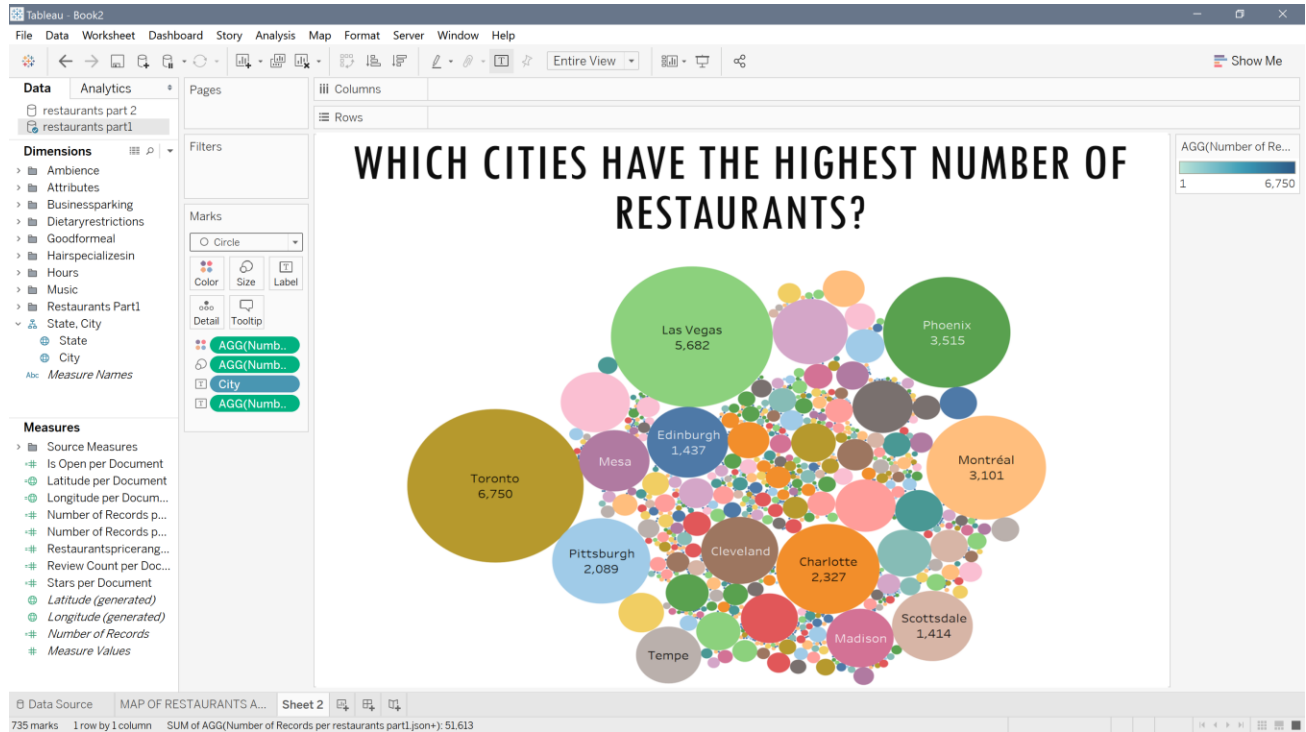 Tableau - Book2
File Data Worksheet Dashboard Story Analysis Map Format Server Window Help
Entire View
Show Me
Data Analytics
restaurants part 2
restaurants part1
Dimensions
Ambience
Attributes
Businessparking
Dietaryrestrictions
Goodformeal
Hairspecializesin
Hours
Music
Restaurants Part1
State, City
State
City
Abc Measure Names
Measures
Source Measures
Is Open per Document
Latitude per Document
Longitude per Docum...
Number of Records p...
Number of Records p...
Restaurantspricerang...
Review Count per Doc...
Stars per Document
Latitude (generated)
Longitude (generated)
Number of Records
Measure Values
Pages
Filters
Marks
Circle
Color Size Label
Detail Tooltip
AGG(Numb..
AGG(Numb..
City
AGG(Numb..
Columns
Rows
WHICH CITIES HAVE THE HIGHEST NUMBER OF
RESTAURANTS?
Las Vegas
5,682
Phoenix
3,515
Edinburgh
1,437
Mesa
Toronto
6,750
Montréal
3,101
Pittsburgh
2,089
Cleveland
Charlotte
2,327
Scottsdale
1,414
Madison
Tempe
AGG(Number of Re...
1 6,750
Data Source MAP OF RESTAURANTS A... Sheet 2
735 marks 1 row by 1 column SUM of AGG(Number of Records per restaurants part1.json+): 51,613